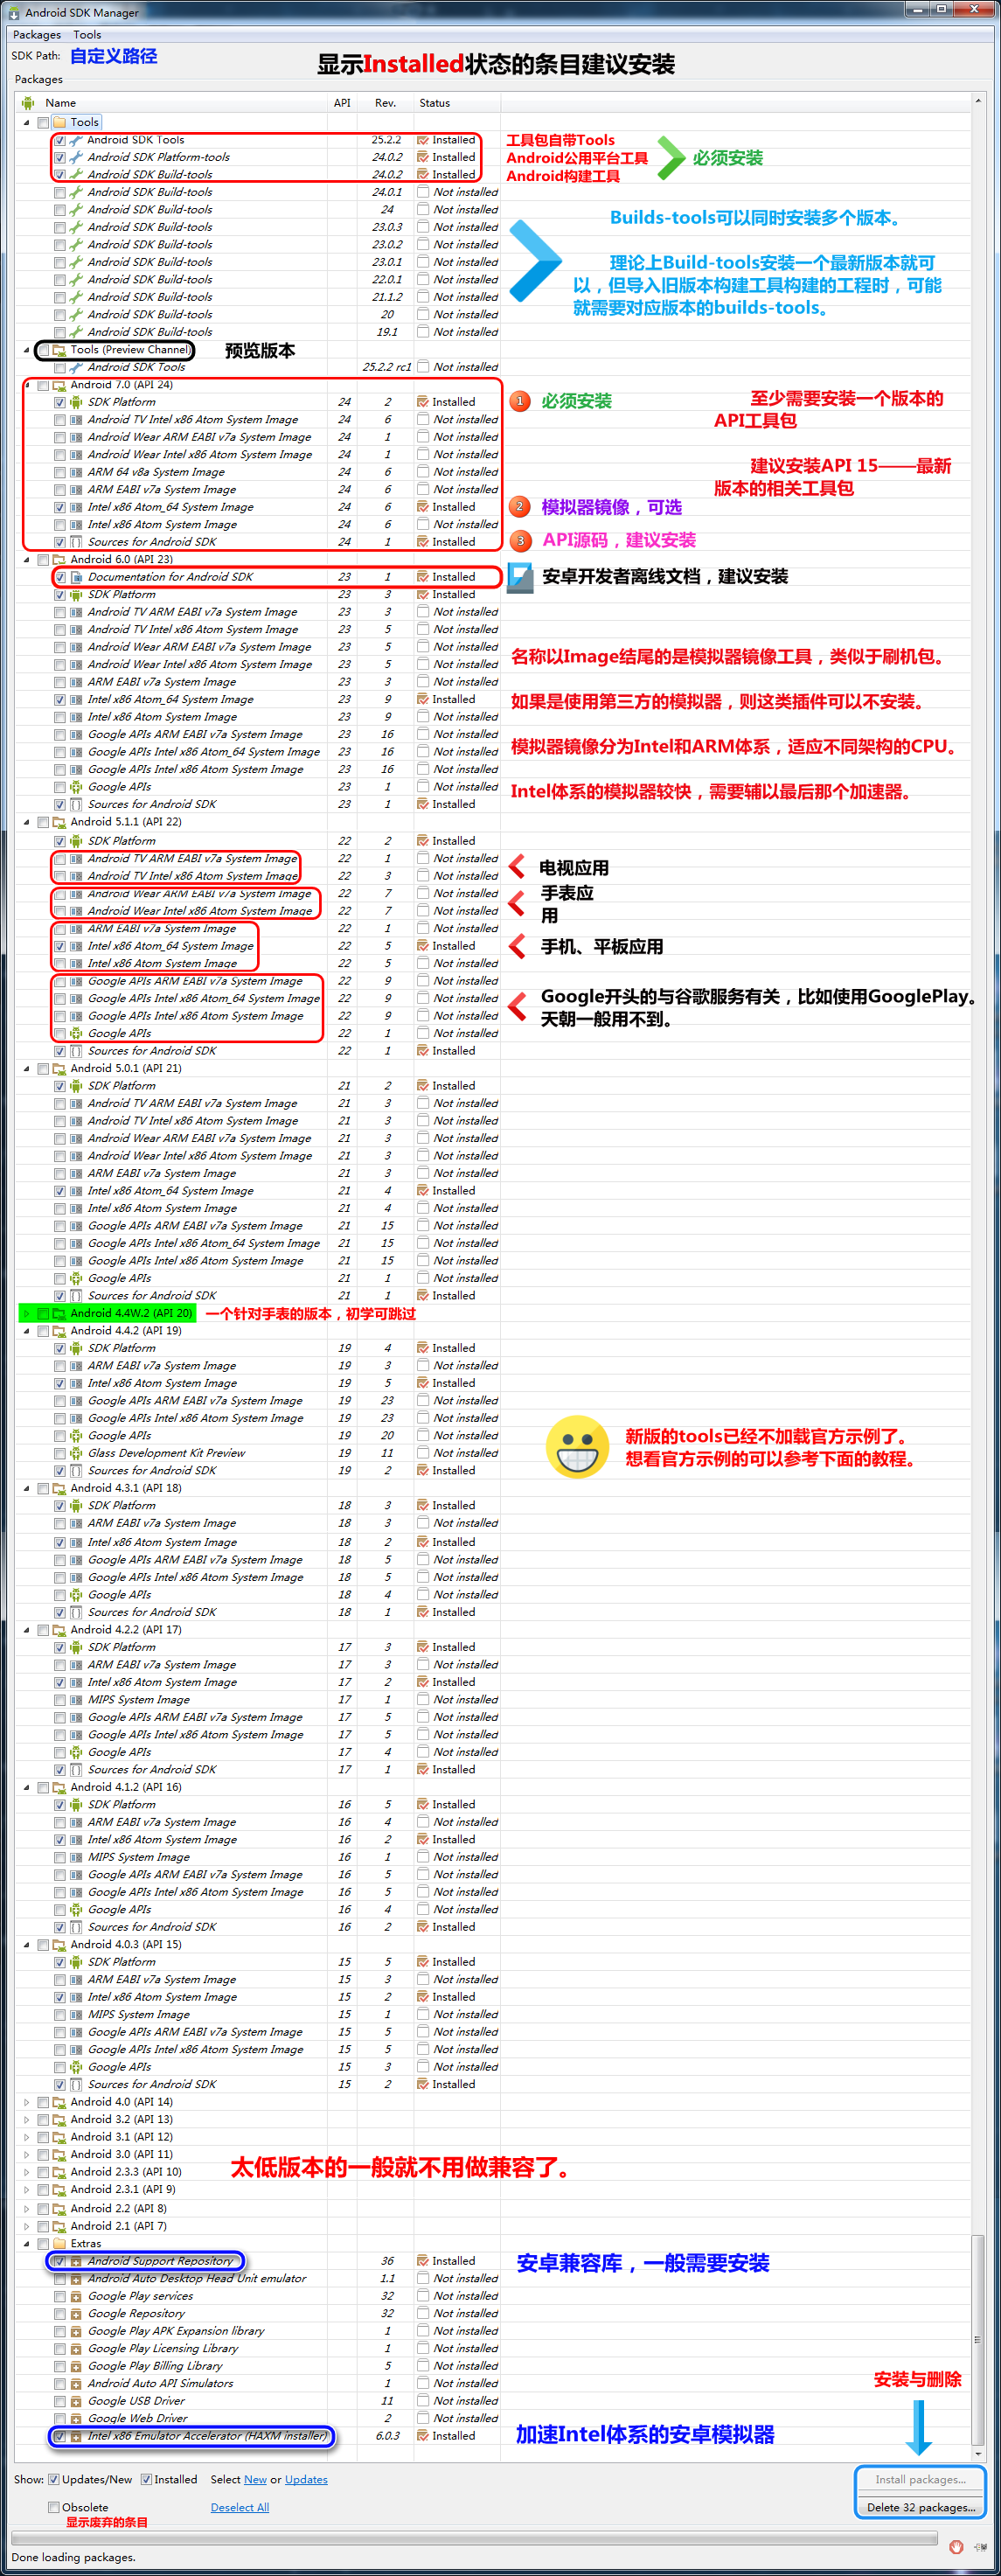 Android SDK Manager
Packages Tools
SDK Path: 自定义路径
显示Installed状态的条目建议安装
Packages
Name API Rev. Status
Tools
Android SDK Tools 25.2.2 Installed
Android SDK Platform-tools 24.0.2 Installed
Android SDK Build-tools 24.0.2 Installed
工具包自带Tools
Android公用平台工具
Android构建工具
必须安装
Android SDK Build-tools 24.0.1 Not installed
Android SDK Build-tools 24 Not installed
Android SDK Build-tools 23.0.3 Not installed
Android SDK Build-tools 23.0.2 Not installed
Android SDK Build-tools 23.0.1 Not installed
Android SDK Build-tools 22.0.1 Not installed
Android SDK Build-tools 21.1.2 Not installed
Android SDK Build-tools 20 Not installed
Android SDK Build-tools 19.1 Not installed
Builds-tools可以同时安装多个版本。
理论上Build-tools安装一个最新版本就可
以，但导入旧版本构建工具构建的工程时，可能
就需要对应版本的builds-tools。
Tools (Preview Channel) 预览版本
Android SDK Tools 25.2.2 rc1 Not installed
Android 7.0 (API 24)
SDK Platform 24 2 Installed
Android TV Intel x86 Atom System Image 24 6 Not installed
Android Wear ARM EABI v7a System Image 24 1 Not installed
Android Wear Intel x86 Atom System Image 24 1 Not installed
ARM 64 v8a System Image 24 6 Not installed
ARM EABI v7a System Image 24 6 Not installed
Intel x86 Atom_64 System Image 24 6 Installed
Intel x86 Atom System Image 24 6 Not installed
Sources for Android SDK 24 1 Installed
1 必须安装
至少需要安装一个版本的
API工具包
建议安装API 15——最新
版本的相关工具包
2 模拟器镜像，可选
3 API源码，建议安装
Android 6.0 (API 23)
Documentation for Android SDK 23 1 Installed
安卓开发者离线文档，建议安装
SDK Platform 23 3 Installed
Android TV ARM EABI v7a System Image 23 3 Not installed
Android TV Intel x86 Atom System Image 23 5 Not installed
Android Wear ARM EABI v7a System Image 23 5 Not installed
Android Wear Intel x86 Atom System Image 23 5 Not installed
ARM EABI v7a System Image 23 3 Not installed
Intel x86 Atom_64 System Image 23 9 Installed
Intel x86 Atom System Image 23 9 Not installed
Google APIs ARM EABI v7a System Image 23 16 Not installed
Google APIs Intel x86 Atom_64 System Image 23 16 Not installed
Google APIs Intel x86 Atom System Image 23 16 Not installed
Google APIs 23 1 Not installed
Sources for Android SDK 23 1 Installed
名称以Image结尾的是模拟器镜像工具，类似于刷机包。
如果是使用第三方的模拟器，则这类插件可以不安装。
模拟器镜像分为Intel和ARM体系，适应不同架构的CPU。
Intel体系的模拟器较快，需要辅以最后那个加速器。
Android 5.1.1 (API 22)
SDK Platform 22 2 Installed
Android TV ARM EABI v7a System Image 22 1 Not installed
Android TV Intel x86 Atom System Image 22 3 Not installed
Android Wear ARM EABI v7a System Image 22 7 Not installed
Android Wear Intel x86 Atom System Image 22 7 Not installed
ARM EABI v7a System Image 22 1 Not installed
Intel x86 Atom_64 System Image 22 5 Installed
Intel x86 Atom System Image 22 5 Not installed
Google APIs ARM EABI v7a System Image 22 9 Not installed
Google APIs Intel x86 Atom_64 System Image 22 9 Not installed
Google APIs Intel x86 Atom System Image 22 9 Not installed
Google APIs 22 1 Not installed
Sources for Android SDK 22 1 Installed
电视应用
手表应
用
手机、平板应用
Google开头的与谷歌服务有关，比如使用GooglePlay。
天朝一般用不到。
Android 5.0.1 (API 21)
SDK Platform 21 2 Installed
Android TV ARM EABI v7a System Image 21 3 Not installed
Android TV Intel x86 Atom System Image 21 3 Not installed
Android Wear ARM EABI v7a System Image 21 3 Not installed
Android Wear Intel x86 Atom System Image 21 3 Not installed
ARM EABI v7a System Image 21 3 Not installed
Intel x86 Atom_64 System Image 21 4 Installed
Intel x86 Atom System Image 21 4 Not installed
Google APIs ARM EABI v7a System Image 21 15 Not installed
Google APIs Intel x86 Atom_64 System Image 21 15 Not installed
Google APIs Intel x86 Atom System Image 21 15 Not installed
Google APIs 21 1 Not installed
Sources for Android SDK 21 1 Installed
Android 4.4W.2 (API 20) 一个针对手表的版本，初学可跳过
Android 4.4.2 (API 19)
SDK Platform 19 4 Installed
ARM EABI v7a System Image 19 3 Not installed
Intel x86 Atom System Image 19 5 Installed
Google APIs ARM EABI v7a System Image 19 23 Not installed
Google APIs Intel x86 Atom System Image 19 23 Not installed
Google APIs 19 20 Not installed
Glass Development Kit Preview 19 11 Not installed
Sources for Android SDK 19 2 Installed
新版的tools已经不加载官方示例了。
想看官方示例的可以参考下面的教程。
Android 4.3.1 (API 18)
SDK Platform 18 3 Installed
ARM EABI v7a System Image 18 3 Not installed
Intel x86 Atom System Image 18 2 Installed
Google APIs ARM EABI v7a System Image 18 5 Not installed
Google APIs Intel x86 Atom System Image 18 5 Not installed
Google APIs 18 4 Not installed
Sources for Android SDK 18 1 Installed
Android 4.2.2 (API 17)
SDK Platform 17 3 Installed
ARM EABI v7a System Image 17 3 Not installed
Intel x86 Atom System Image 17 2 Installed
MIPS System Image 17 1 Not installed
Google APIs ARM EABI v7a System Image 17 5 Not installed
Google APIs Intel x86 Atom System Image 17 5 Not installed
Google APIs 17 4 Not installed
Sources for Android SDK 17 1 Installed
Android 4.1.2 (API 16)
SDK Platform 16 5 Installed
ARM EABI v7a System Image 16 4 Not installed
Intel x86 Atom System Image 16 2 Installed
MIPS System Image 16 1 Not installed
Google APIs ARM EABI v7a System Image 16 5 Not installed
Google APIs Intel x86 Atom System Image 16 5 Not installed
Google APIs 16 4 Not installed
Sources for Android SDK 16 2 Installed
Android 4.0.3 (API 15)
SDK Platform 15 5 Installed
ARM EABI v7a System Image 15 3 Not installed
Intel x86 Atom System Image 15 2 Installed
MIPS System Image 15 1 Not installed
Google APIs ARM EABI v7a System Image 15 5 Not installed
Google APIs Intel x86 Atom System Image 15 5 Not installed
Google APIs 15 3 Not installed
Sources for Android SDK 15 2 Installed
Android 4.0 (API 14)
Android 3.2 (API 13)
Android 3.1 (API 12)
Android 3.0 (API 11)
Android 2.3.3 (API 10)
Android 2.3.1 (API 9)
Android 2.2 (API 8)
Android 2.1 (API 7)
太低版本的一般就不用做兼容了。
Extras
Android Support Repository 36 Installed
安卓兼容库，一般需要安装
Android Auto Desktop Head Unit emulator 1.1 Not installed
Google Play services 32 Not installed
Google Repository 32 Not installed
Google Play APK Expansion library 1 Not installed
Google Play Licensing Library 1 Not installed
Google Play Billing Library 5 Not installed
Android Auto API Simulators 1 Not installed
Google USB Driver 11 Not installed
Google Web Driver 2 Not installed
Intel x86 Emulator Accelerator (HAXM installer) 6.0.3 Installed
加速Intel体系的安卓模拟器
安装与删除
Show: Updates/New Installed Select New or Updates
Install packages...
Obsolete Deselect All
Delete 32 packages...
显示废弃的条目
Done loading packages.